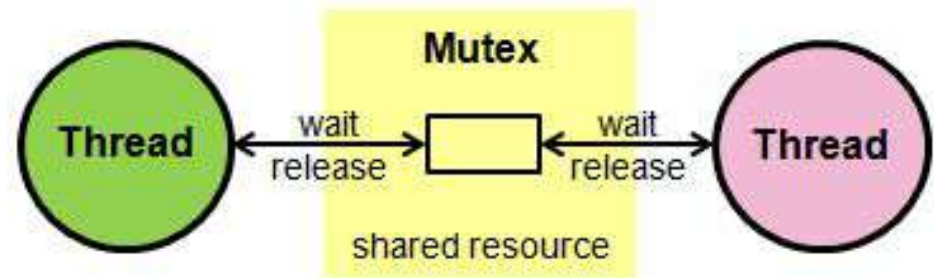 Mutex
Thread
wait
release
wait
release
Thread
shared resource